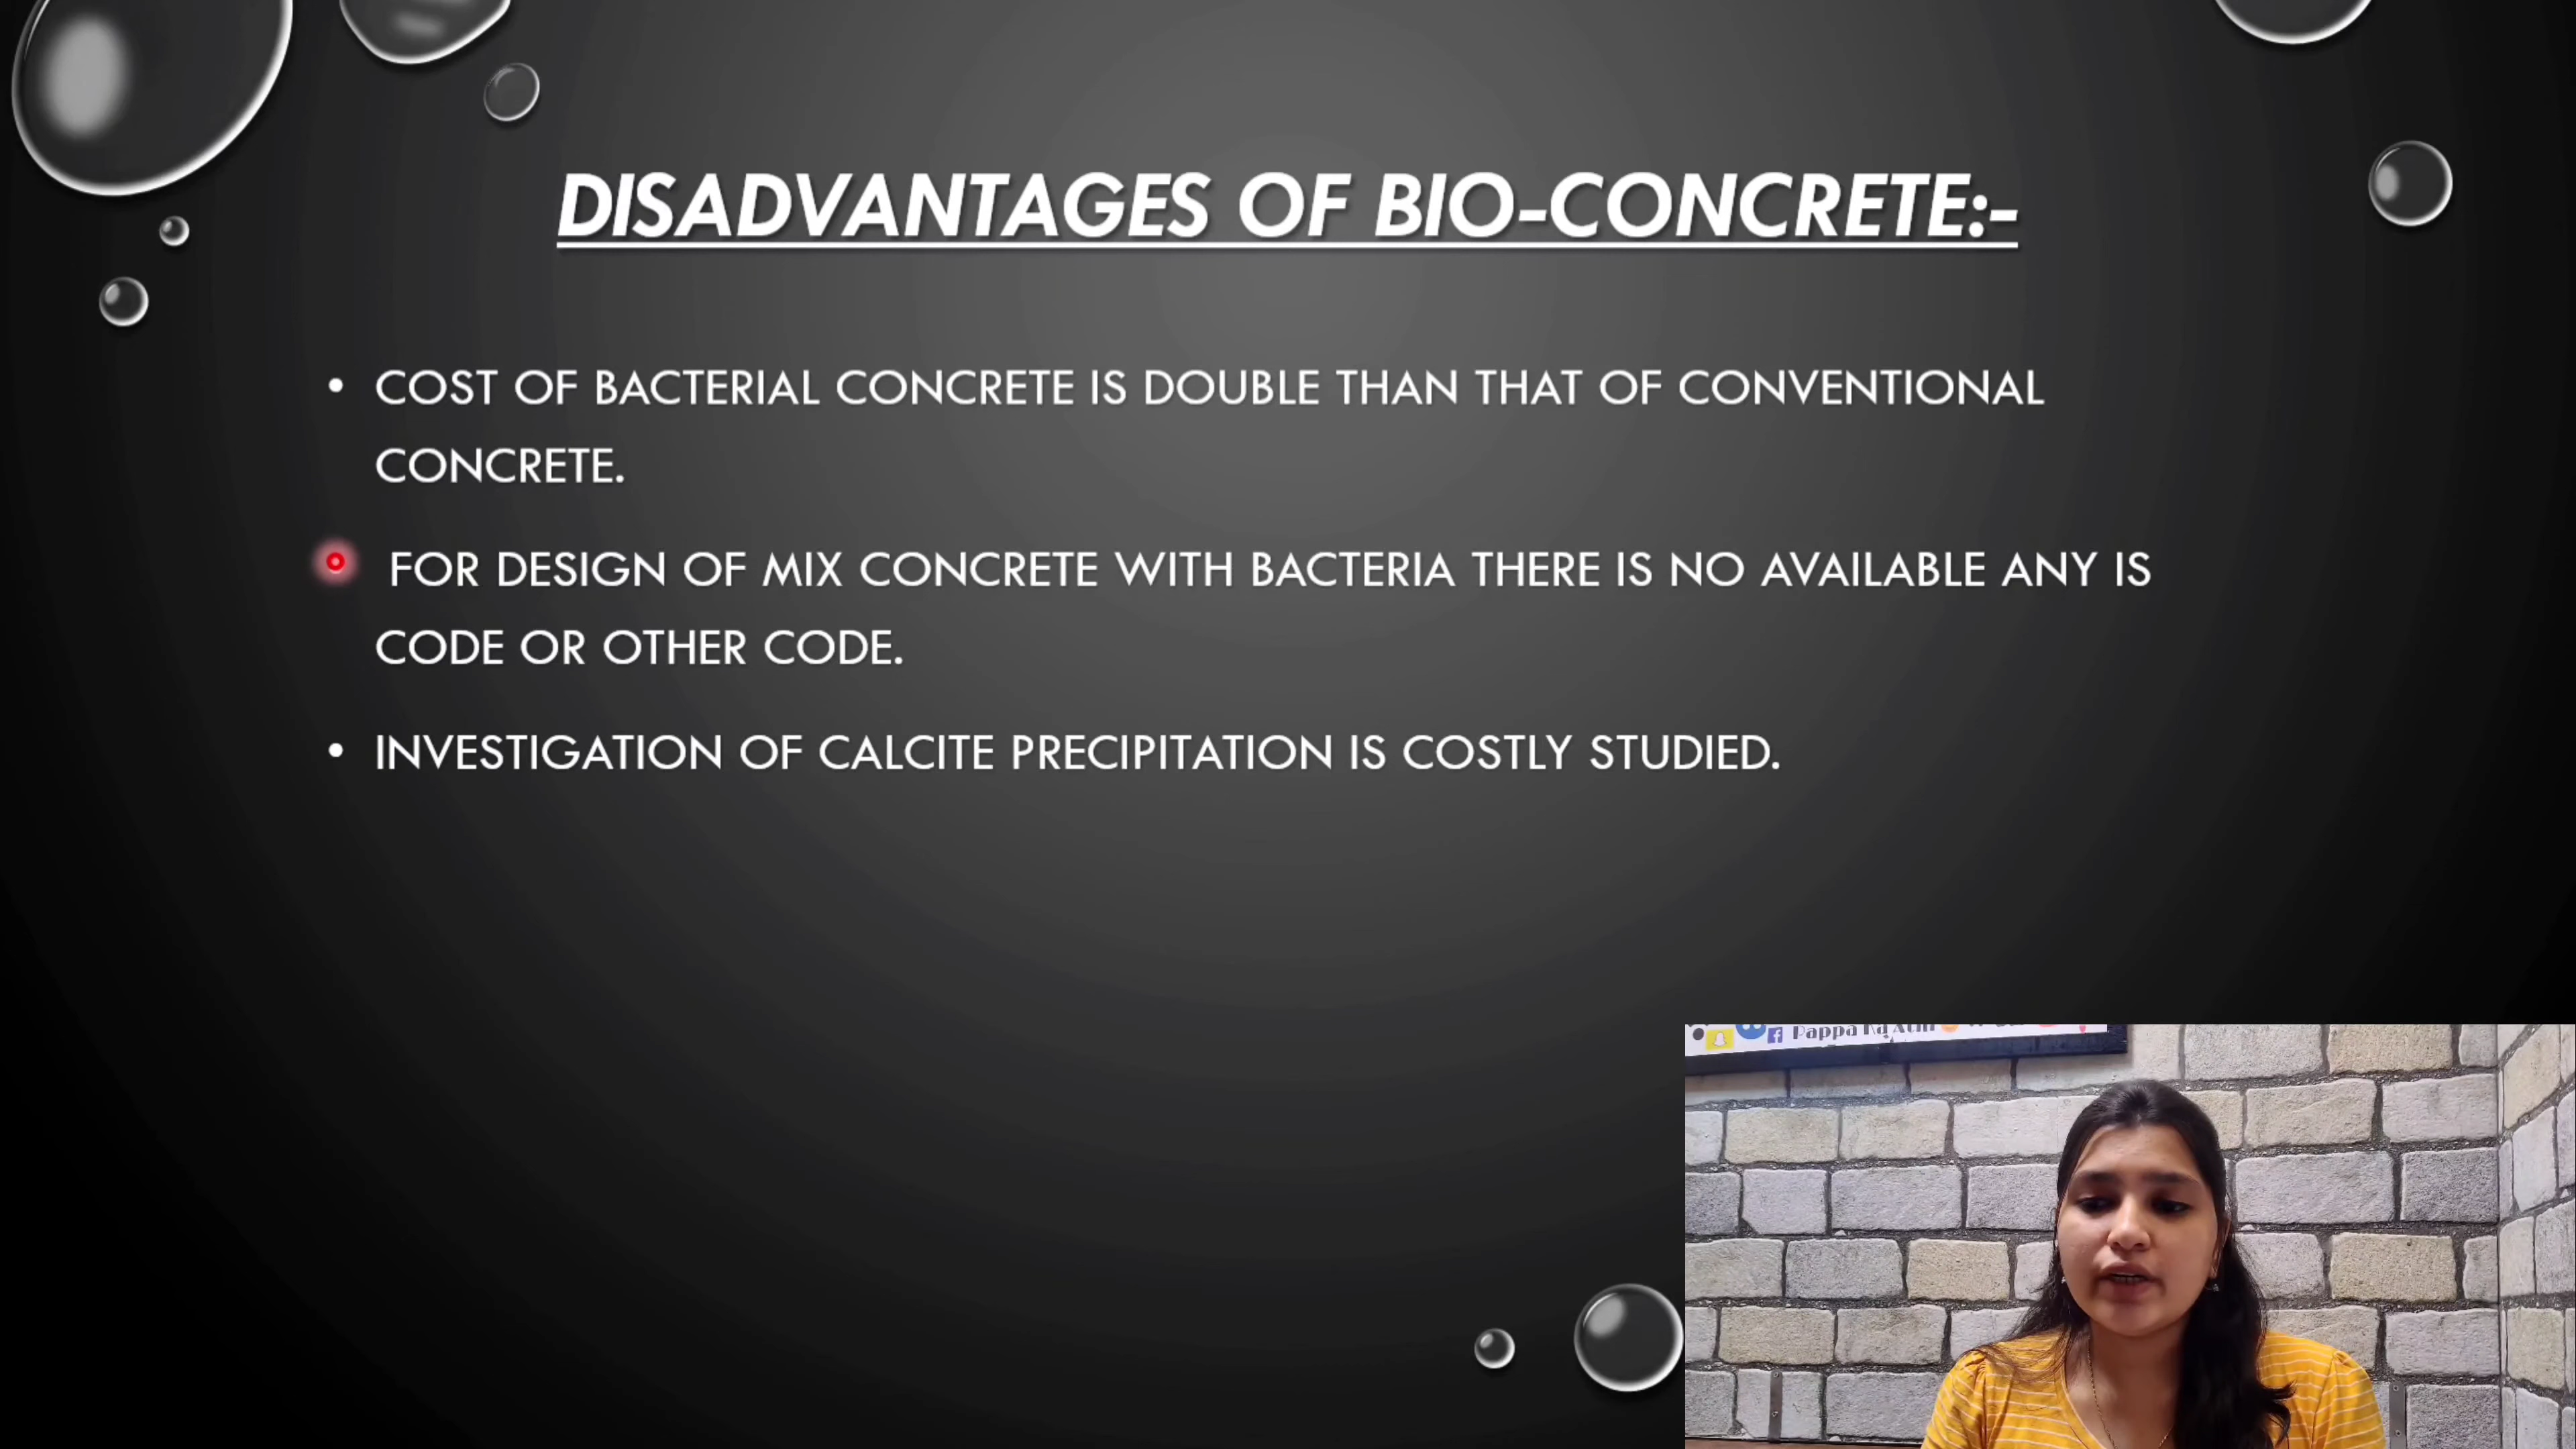 DISADVANTAGES OF BIO-CONCRETE:-
• COST OF BACTERIAL CONCRETE IS DOUBLE THAN THAT OF CONVENTIONAL
CONCRETE.
FOR DESIGN OF MIX CONCRETE WITH BACTERIA THERE IS NO AVAILABLE ANY IS
CODE OR OTHER CODE.
• INVESTIGATION OF CALCITE PRECIPITATION IS COSTLY STUDIED.
Pappa